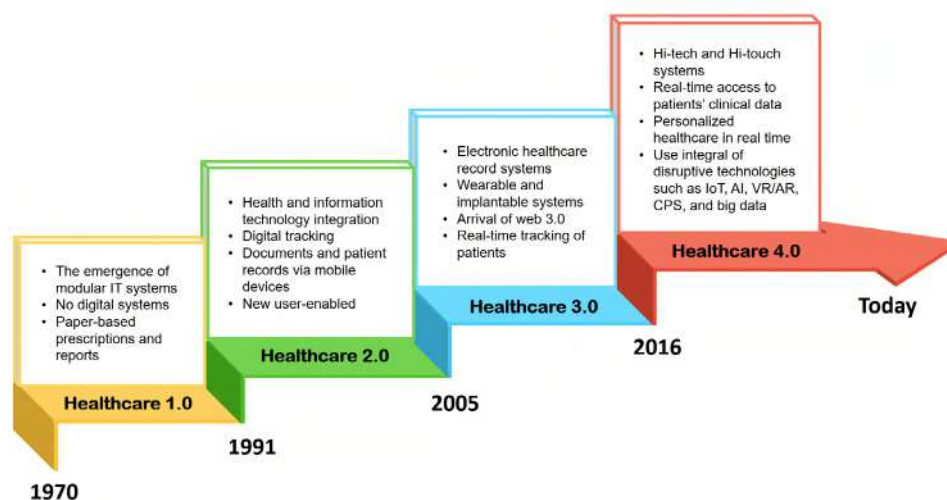 • The emergence of
modular IT systems
• No digital systems
• Paper-based
prescriptions and
reports
Healthcare 1.0
1970
• Health and information
technology integration
• Digital tracking
• Documents and patient
records via mobile
devices
• New user-enabled
Healthcare 2.0
1991
• Electronic healthcare
record systems
• Wearable and
implantable systems
• Arrival of web 3.0
• Real-time tracking of
patients
Healthcare 3.0
2005
• Hi-tech and Hi-touch
systems
• Real-time access to
patients' clinical data
• Personalized
healthcare in real time
• Use integral of
disruptive technologies
such as IoT, AI, VR/AR,
CPS, and big data
Healthcare 4.0
2016
Today